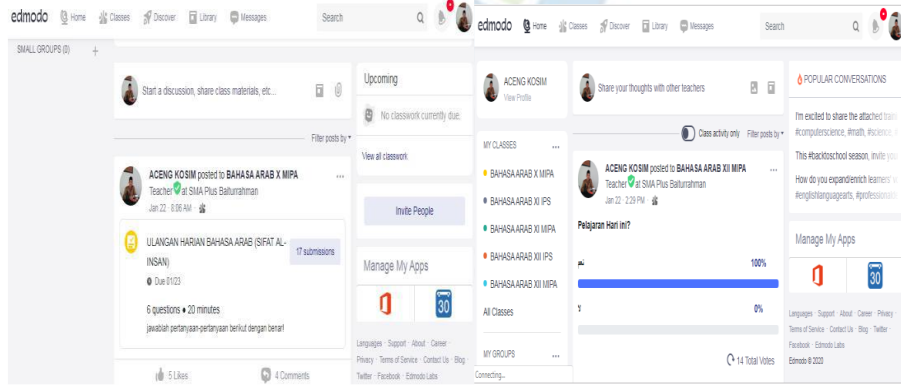 edmodo Home Classes Discover Library Messages Search
SMALL GROUPS (0) +
Start a discussion, share class materials, etc...
Filter posts by
ACENG KOSIM posted to BAHASA ARAB X MIPA ...
Teacher at SMA Plus Baiturrahman
Jan 22 · 8:06 AM ·
ULANGAN HARIAN BAHASA ARAB (SIFAT AL-
INSAN)
17 submissions
Due 01/23
6 questions • 20 minutes
jawablah pertanyaan-pertanyaan berikut dengan benar!
5 Likes 4 Comments
Upcoming
No classwork currently due.
View all classwork
Invite People
Manage My Apps
30
Languages · Support · About · Career ·
Privacy · Terms of Service · Contact Us · Blog ·
Twitter · Facebook · Edmodo Labs
edmodo Home Classes Discover Library Messages Search
ACENG KOSIM
View Profile
MY CLASSES ...
BAHASA ARAB X MIPA
BAHASA ARAB XI IPS
BAHASA ARAB XI MIPA
BAHASA ARAB XII IPS
BAHASA ARAB XII MIPA
All Classes
MY GROUPS ...
Connecting...
Share your thoughts with other teachers
Class activity only Filter posts by
ACENG KOSIM posted to BAHASA ARAB XII MIPA ...
Teacher at SMA Plus Baiturrahman
Jan 22 · 2:29 PM ·
Pelajaran Hari ini?
نعم 100%
لا 0%
14 Total Votes
POPULAR CONVERSATIONS
I'm excited to share the attached
#computerscience, #math, #science,
This #backtoschool season, invite you
How do you expand/enrich learners'
#englishlanguagearts,
Manage My Apps
30
Languages · Support · About · Career · Privacy ·
Terms of Service · Contact Us · Blog · Twitter ·
Facebook · Edmodo Labs
Edmodo © 2020